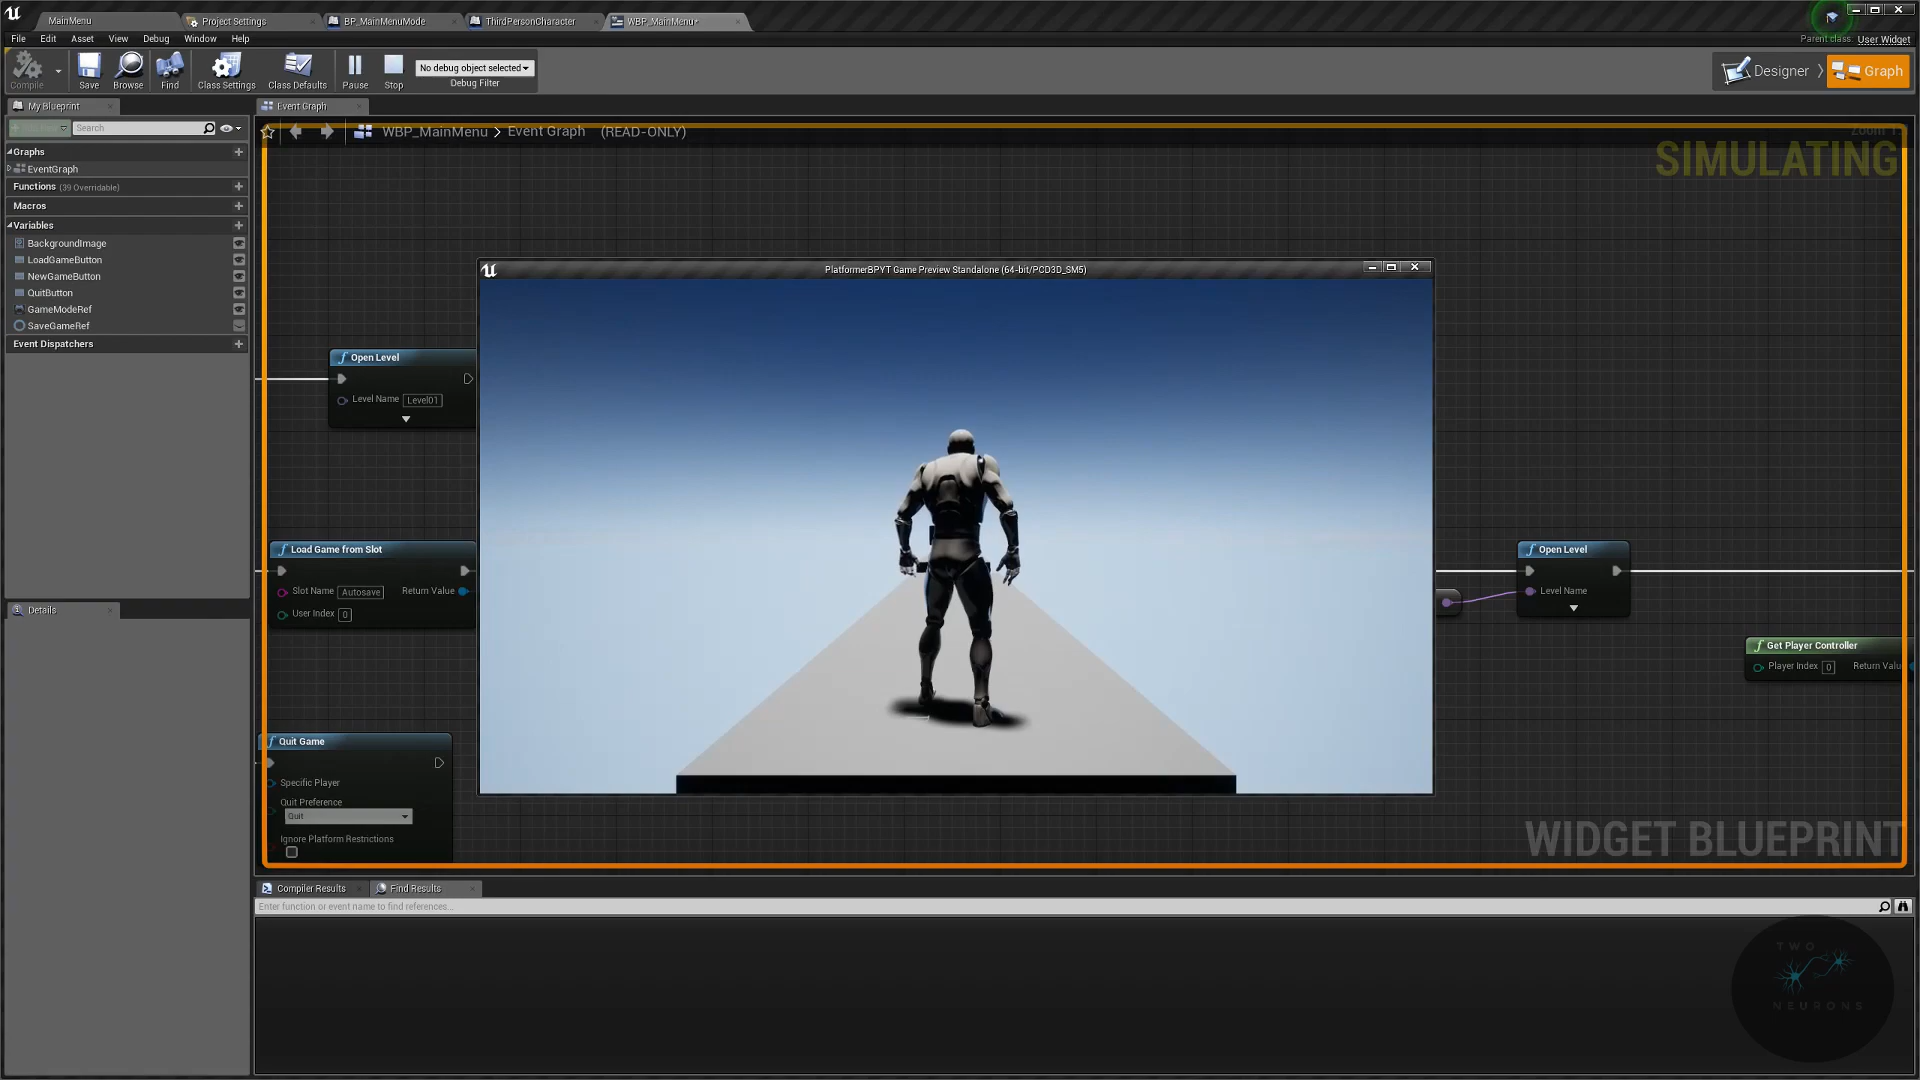 MainMenu
Project Settings
BP_MainMenuMode
ThirdPersonCharacter
WBP_MainMenu*
File Edit Asset View Debug Window Help
Parent class: User Widget
Compile
Save
Browse
Find
Class Settings
Class Defaults
Pause
Stop
No debug object selected
Debug Filter
Designer
Graph
My Blueprint
Event Graph
Search
WBP_MainMenu > Event Graph (READ-ONLY)
SIMULATING
Graphs
EventGraph
Functions (39 Overridable)
Macros
Variables
BackgroundImage
LoadGameButton
NewGameButton
QuitButton
GameModeRef
SaveGameRef
Event Dispatchers
PlatformerBPYT Game Preview Standalone (64-bit/PCD3D_SM5)
Open Level
Level Name Level01
Load Game from Slot
Slot Name Autosave Return Value
User Index 0
Open Level
Level Name
Get Player Controller
Player Index 0 Return Valu
Details
Quit Game
Specific Player
Quit Preference
Quit
Ignore Platform Restrictions
WIDGET BLUEPRINT
Compiler Results
Find Results
Enter function or event name to find references...
TWO
NEURONS